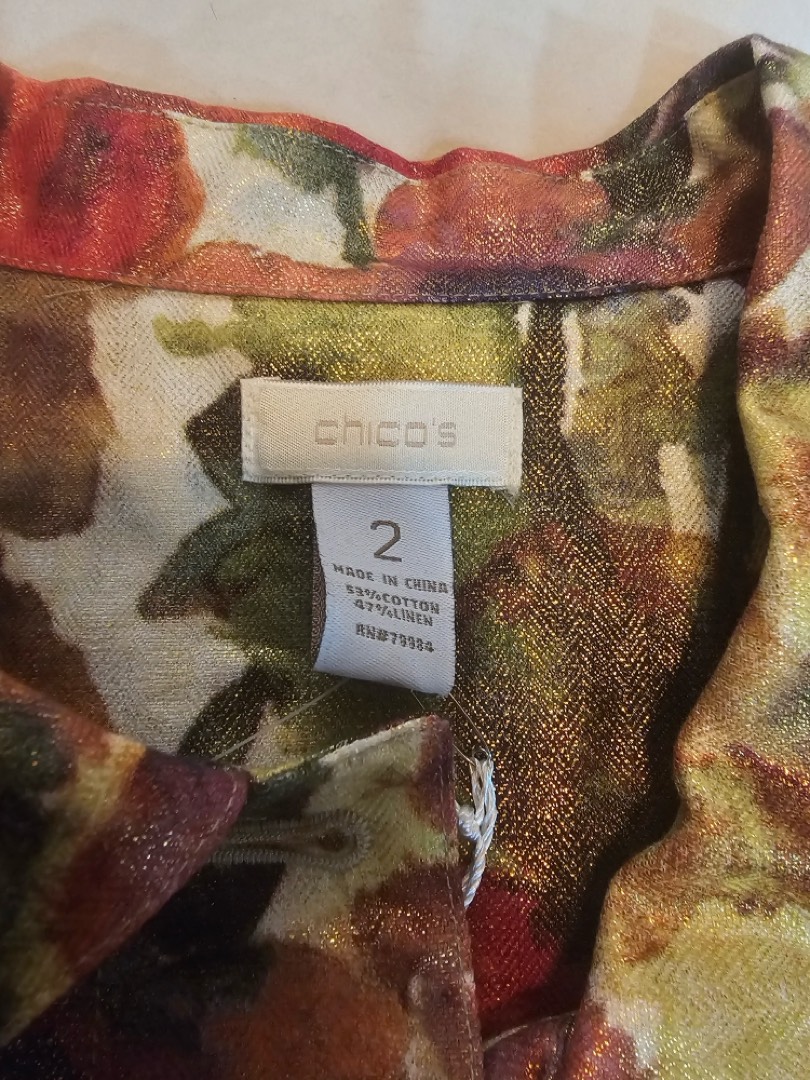 chico's
2
MADE IN CHINA
53%COTTON
47%LINEN
RN#79984